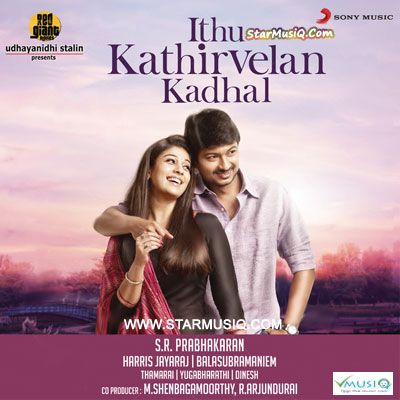 RED GIANT MOVIES
udhayanidhi stalin
presents
SONY MUSIC
Ithu
StarMusiQ.Com
Kathirvelan
Kadhal
WWW.STARMUSIQ.COM
S.R. PRABHAKARAN
HARRIS JAYARAJ | BALASUBRAMANIEM
THAMARAI | YUGABHARATHI | DINESH
CO PRODUCER : M.SHENBAGAMOORTHY, R.ARJUNDURAI
MUSIQ